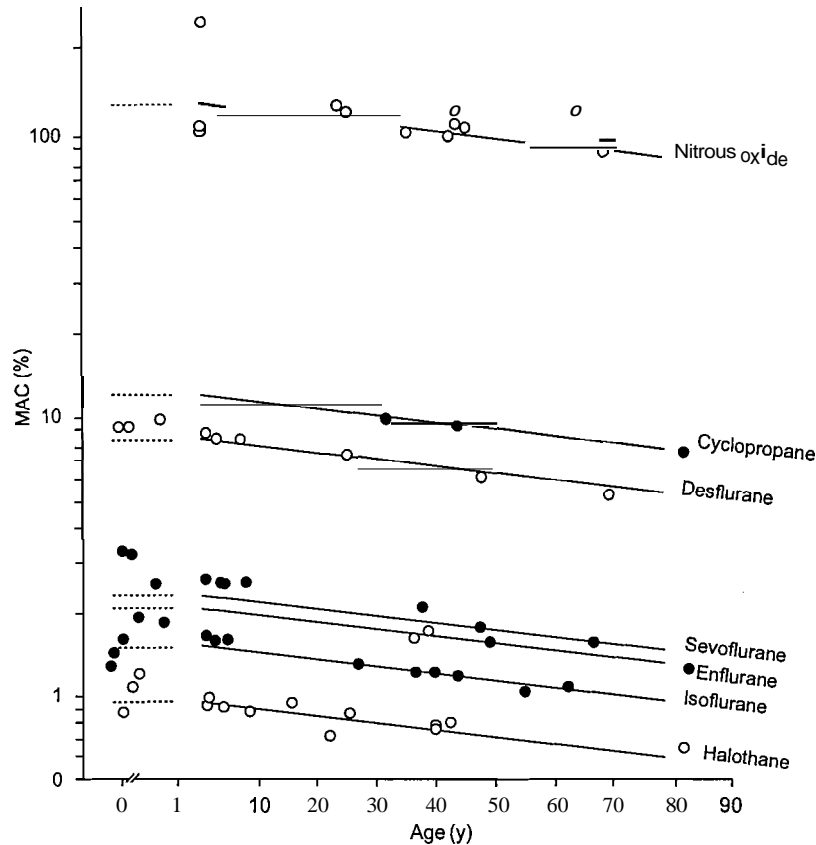 100
Nitrous oxide
MAC (%)
10
Cyclopropane
Desflurane
Sevoflurane
Enflurane
Isoflurane
1
Halothane
0
0 1 10 20 30 40 50 60 70 80 90
Age (y)